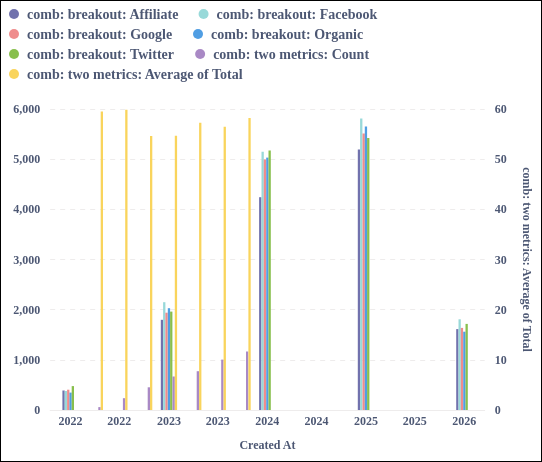 comb: breakout: Affiliate comb: breakout: Facebook
comb: breakout: Google comb: breakout: Organic
comb: breakout: Twitter comb: two metrics: Count
comb: two metrics: Average of Total
6,000 60
5,000 50
4,000 40
3,000 30
2,000 20
1,000 10
0 0
comb: two metrics: Average of Total
2022 2022 2023 2023 2024 2024 2025 2025 2026
Created At